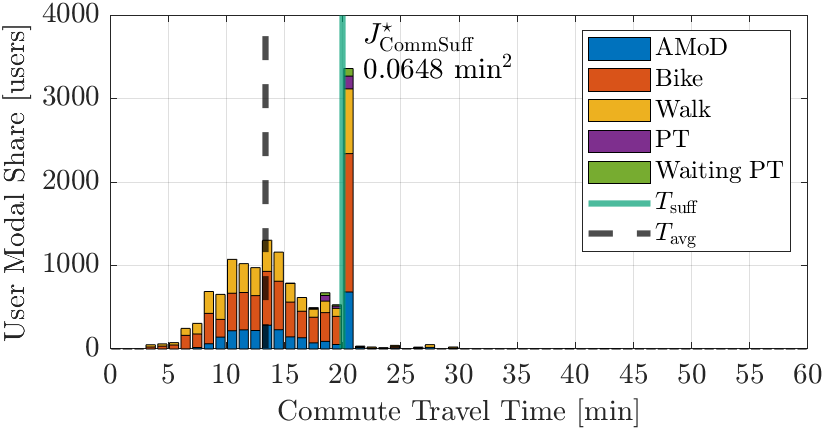 4000
3000
2000
1000
0
User Modal Share [users]
J⋆CommSuff
0.0648 min²
AMoD
Bike
Walk
PT
Waiting PT
Tsuff
Tavg
0 5 10 15 20 25 30 35 40 45 50 55 60
Commute Travel Time [min]